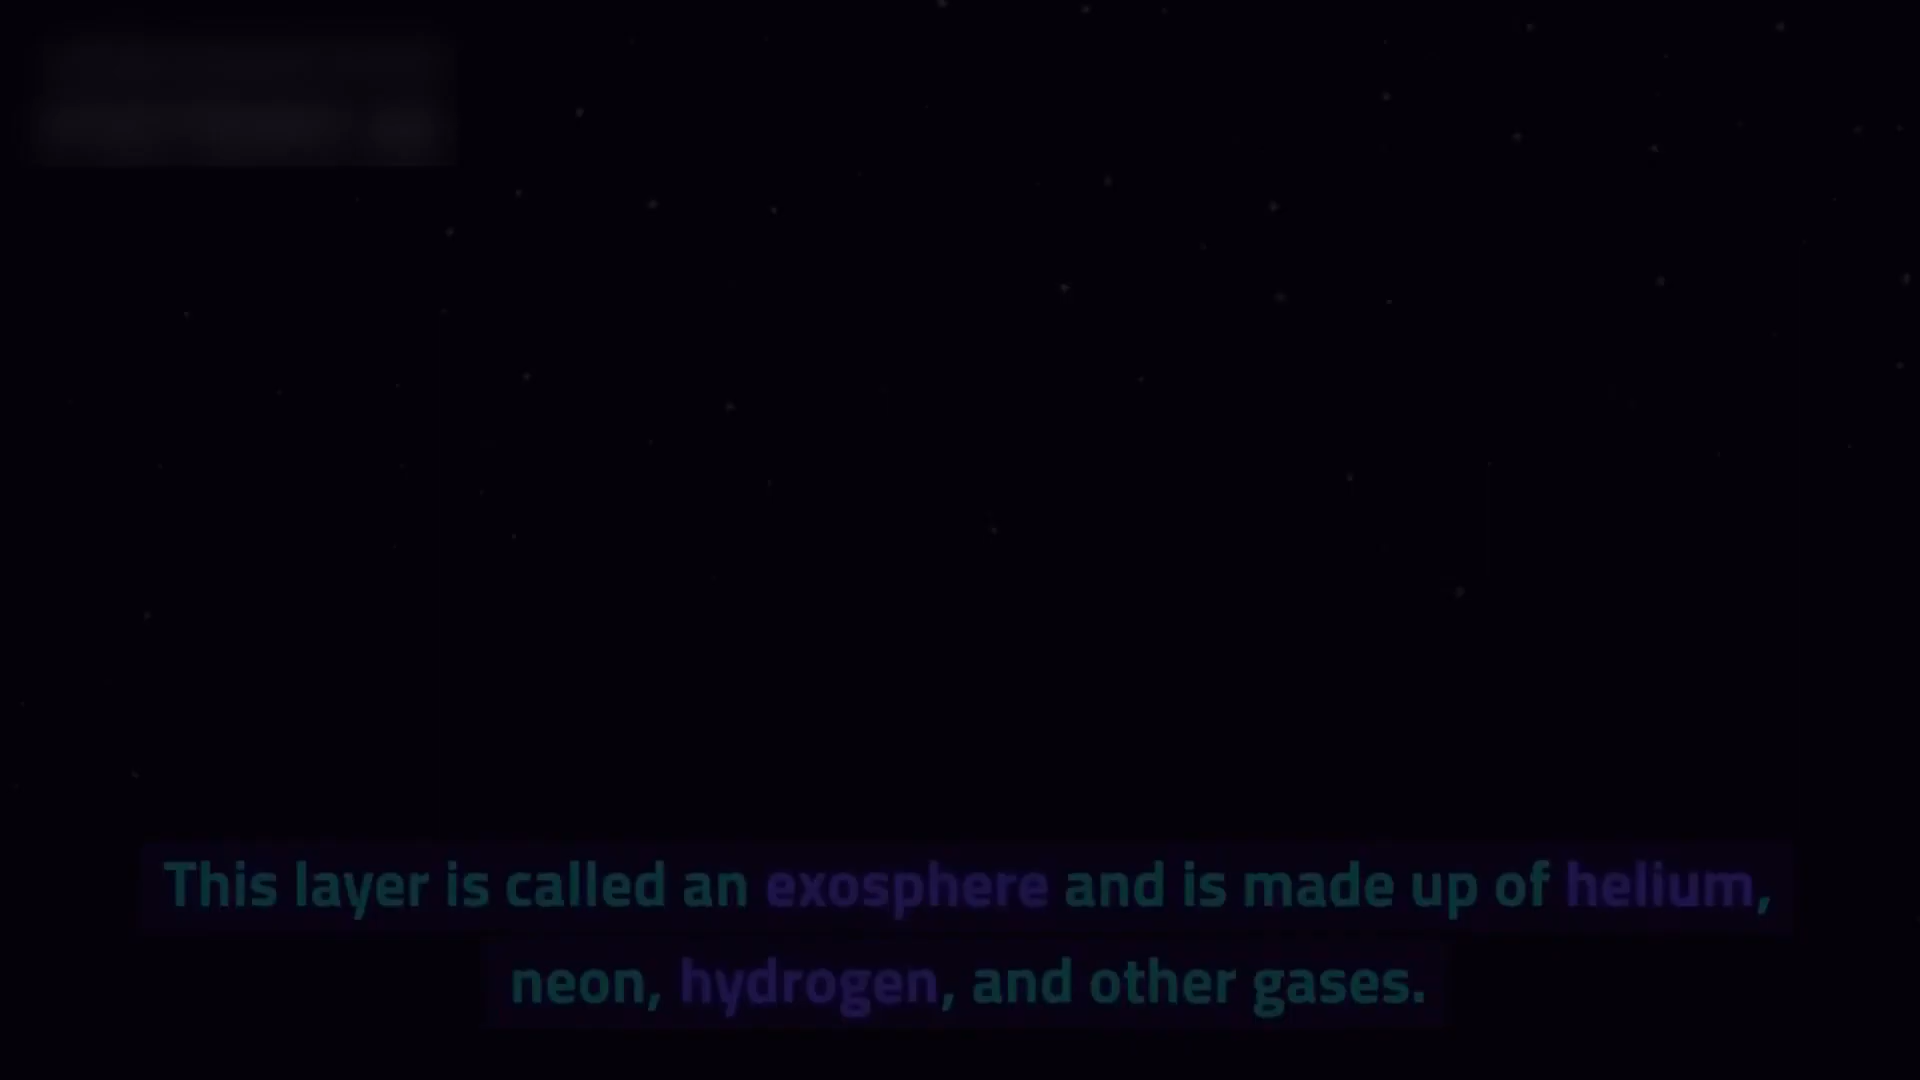 This layer is called an exosphere and is made up of helium,
neon, hydrogen, and other gases.